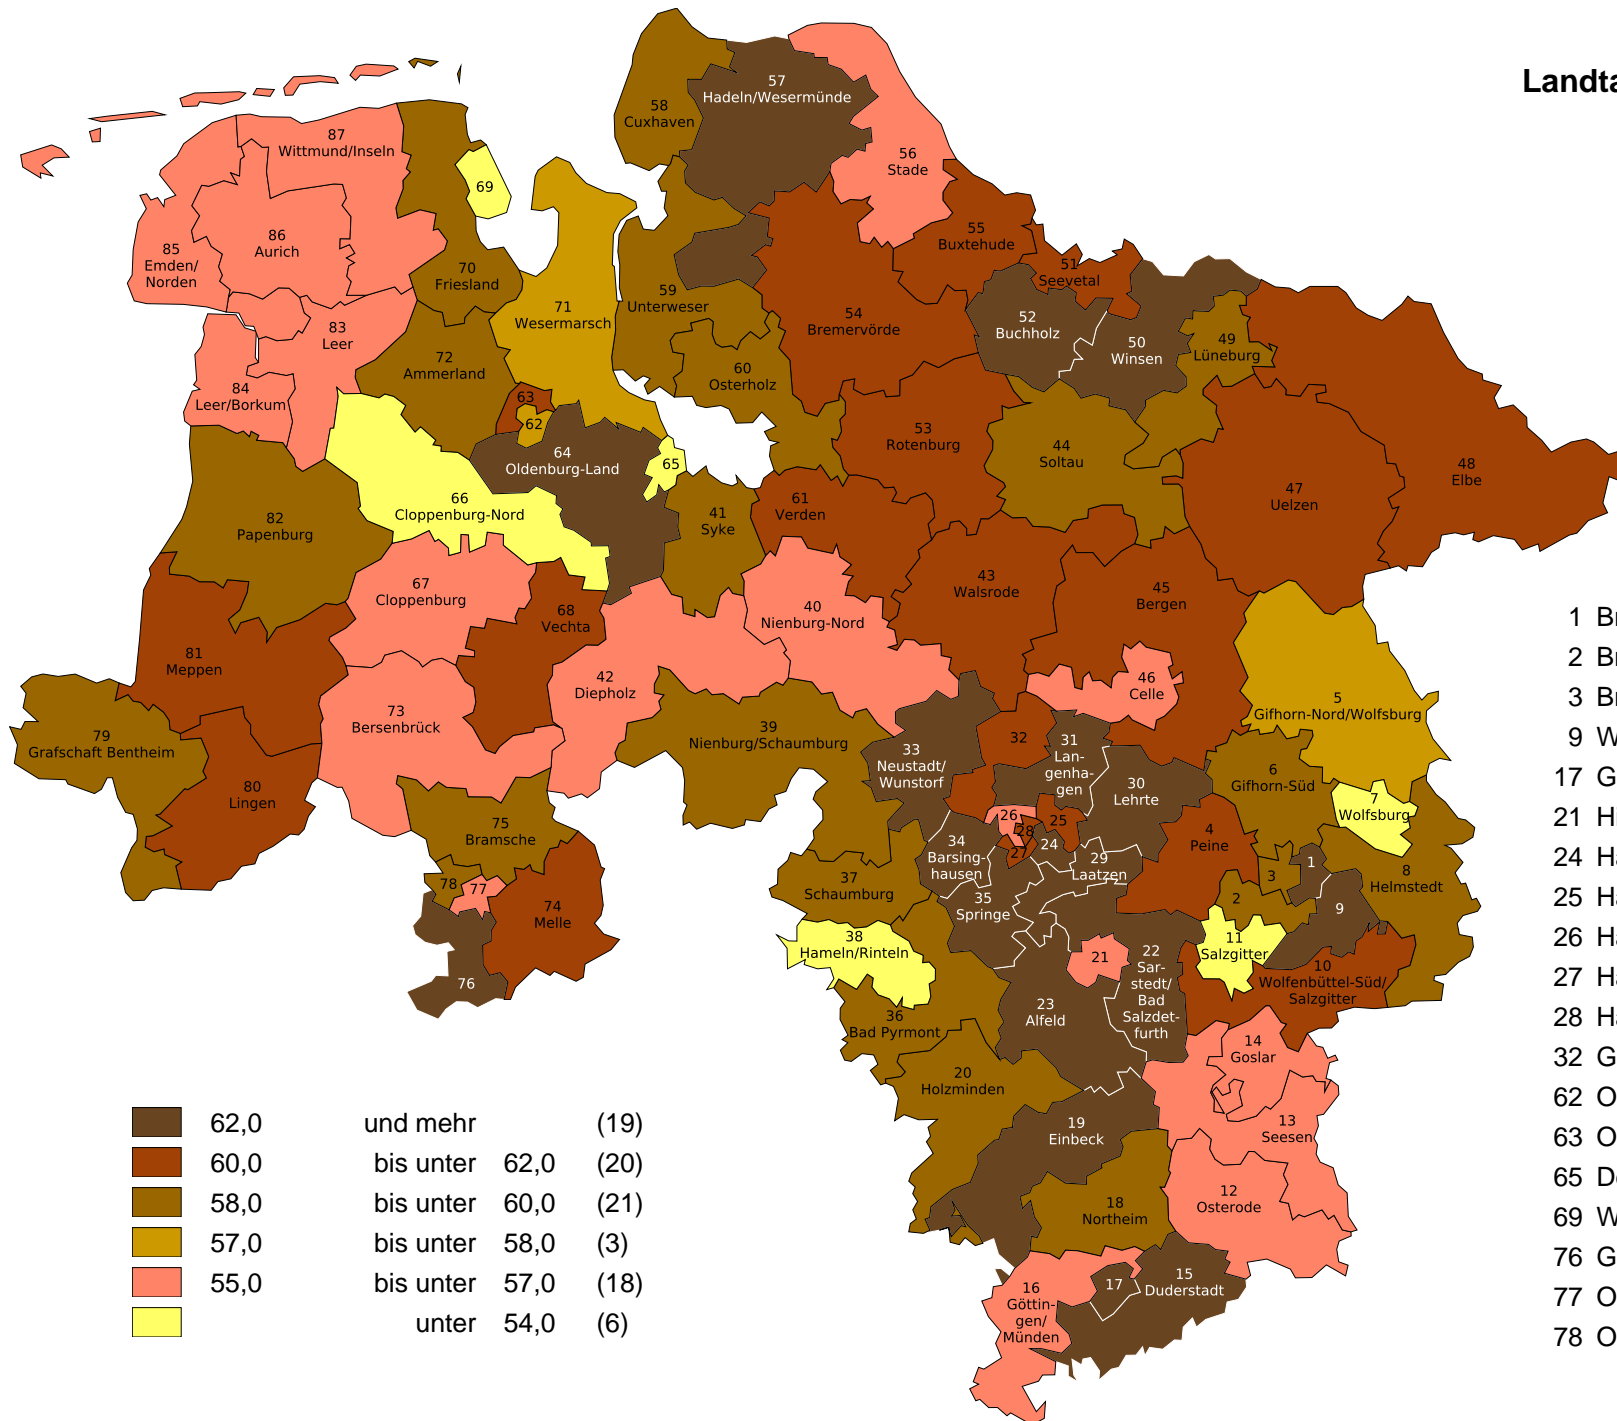 Landta
57
Hadeln/Wesermünde
58
Cuxhaven
87
Wittmund/Inseln
56
Stade
69
55
Buxtehude
86
Aurich
85
Emden/
Norden
51
Seevetal
70
Friesland
59
Unterweser
71
Wesermarsch
54
Bremervörde
52
Buchholz
50
Winsen
49
Lüneburg
83
Leer
72
Ammerland
60
Osterholz
84
Leer/Borkum
63
62
53
Rotenburg
44
Soltau
64
Oldenburg-Land
65
48
Elbe
47
Uelzen
66
Cloppenburg-Nord
61
Verden
41
Syke
82
Papenburg
67
Cloppenburg
43
Walsrode
45
Bergen
68
Vechta
40
Nienburg-Nord
81
Meppen
42
Diepholz
46
Celle
5
Gifhorn-Nord/Wolfsburg
73
Bersenbrück
79
Grafschaft Bentheim
39
Nienburg/Schaumburg
32
31
Lan-
genha-
gen
33
Neustadt/
Wunstorf
30
Lehrte
6
Gifhorn-Süd
80
Lingen
7
Wolfsburg
26
25
28
27
24
4
Peine
75
Bramsche
34
Barsing-
hausen
29
Laatzen
1
3
8
Helmstedt
37
Schaumburg
78
77
2
9
35
Springe
74
Melle
38
Hameln/Rinteln
11
Salzgitter
21
22
Sar-
stedt/
Bad
Salzdet-
furth
10
Wolfenbüttel-Süd/
Salzgitter
76
23
Alfeld
36
Bad Pyrmont
14
Goslar
20
Holzminden
19
Einbeck
13
Seesen
12
Osterode
18
Northeim
15
Duderstadt
17
16
Göttin-
gen/
Münden
62,0 und mehr (19)
60,0 bis unter 62,0 (20)
58,0 bis unter 60,0 (21)
57,0 bis unter 58,0 (3)
55,0 bis unter 57,0 (18)
unter 54,0 (6)
1 Br
2 Br
3 Br
9 W
17 G
21 Hi
24 Ha
25 Ha
26 Ha
27 Ha
28 Ha
32 G
62 O
63 O
65 De
69 W
76 G
77 O
78 O